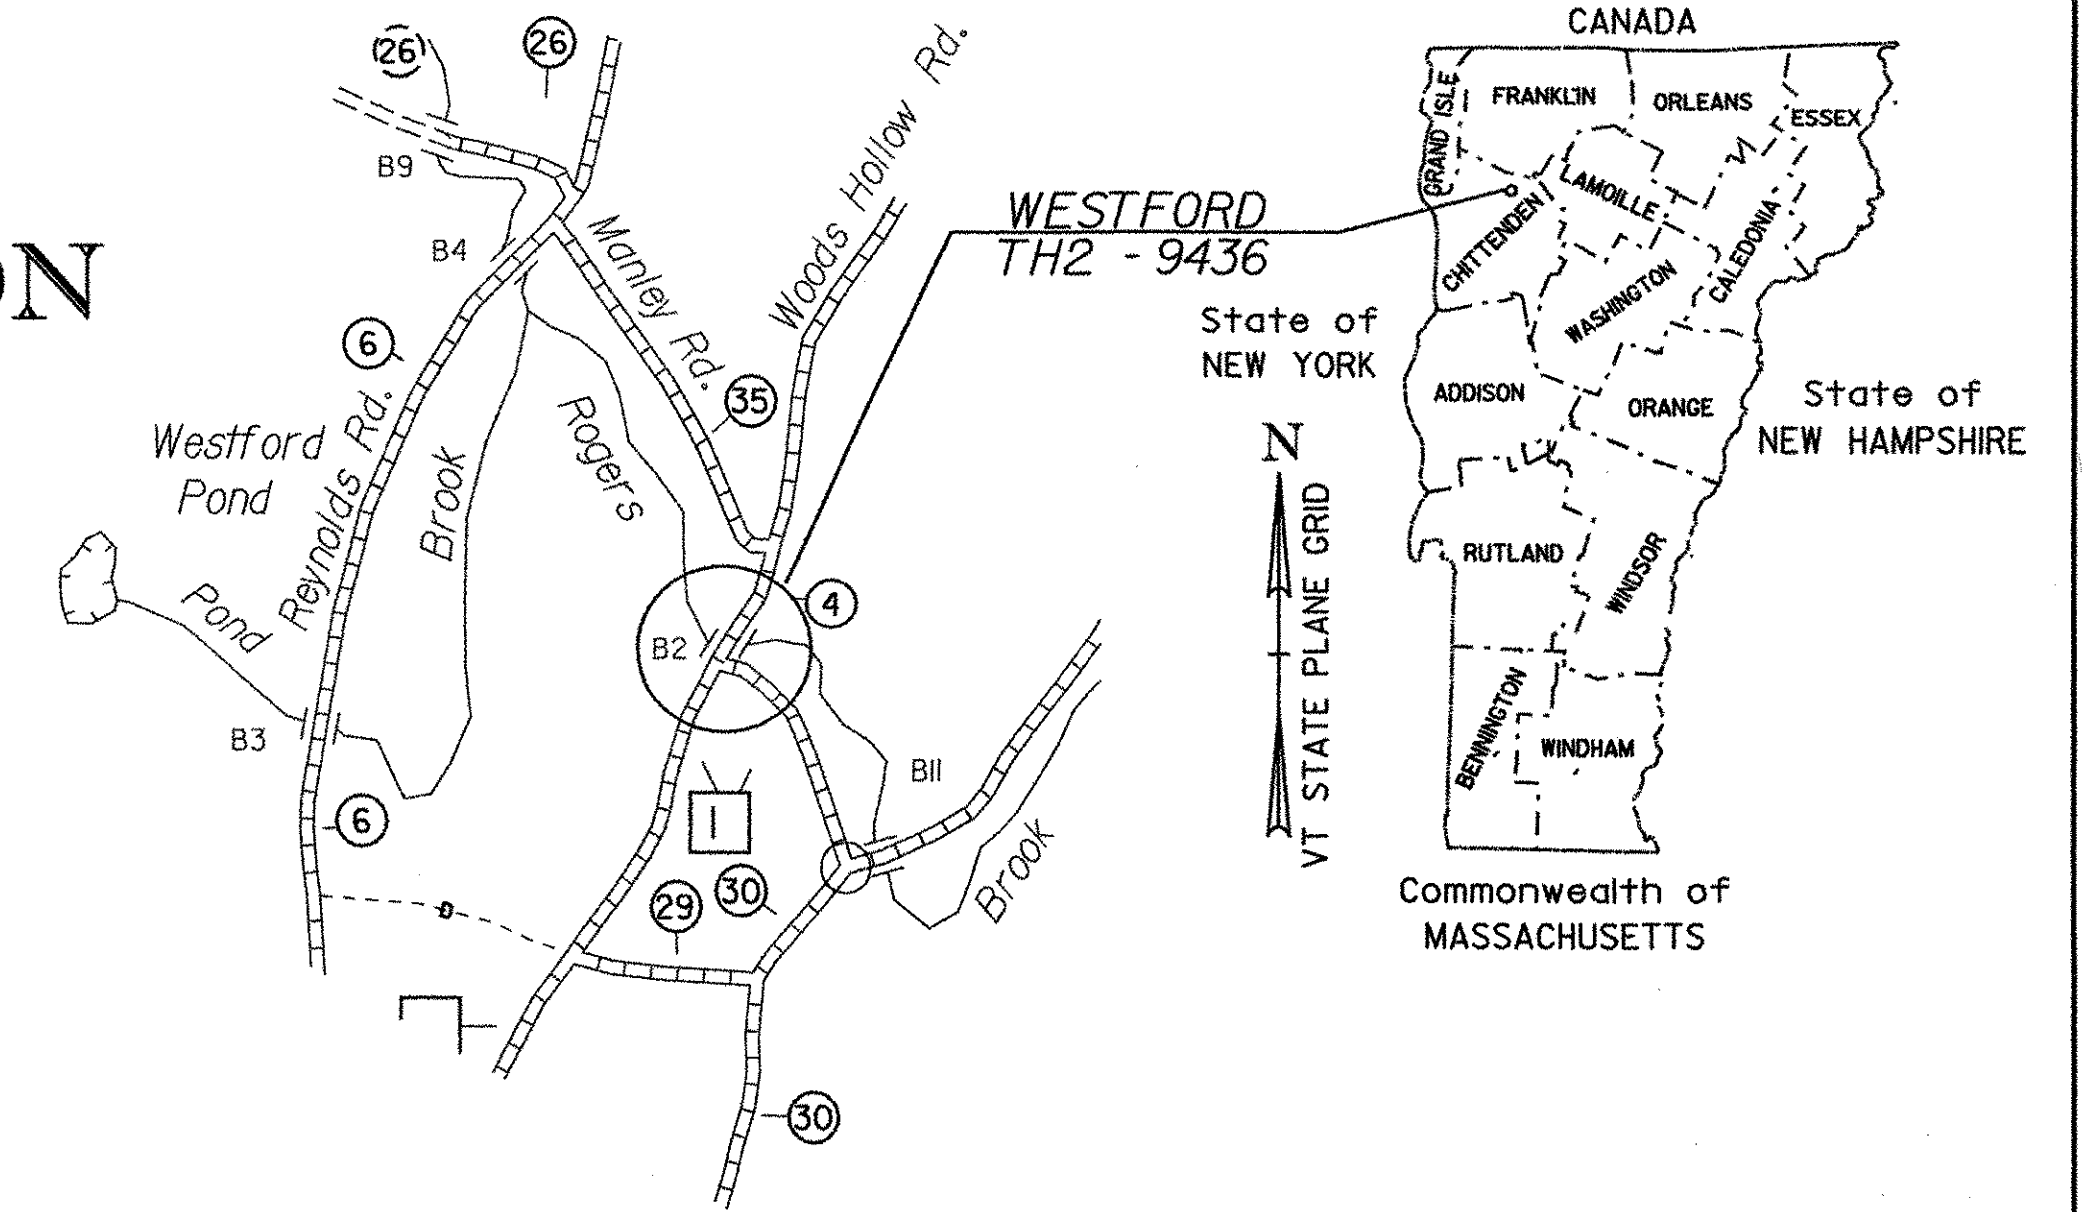 CANADA
26
26
Woods Hollow Rd.
GRAND ISLE
FRANKLIN
ORLEANS
ESSEX
B9
LAMOILLE
WESTFORD
TH2 - 9436
CHITTENDEN
CALEDONIA
ON
B4
Manley Rd.
WASHINGTON
State of
NEW YORK
6
35
ADDISON
ORANGE
State of
NEW HAMPSHIRE
Westford
Pond
Reynolds Rd.
Brook
Rogers
N
VT STATE PLANE GRID
RUTLAND
WINDSOR
Pond
4
B2
B3
B11
BENNINGTON
WINDHAM
6
1
Brook
29
30
D
Commonwealth of
MASSACHUSETTS
30